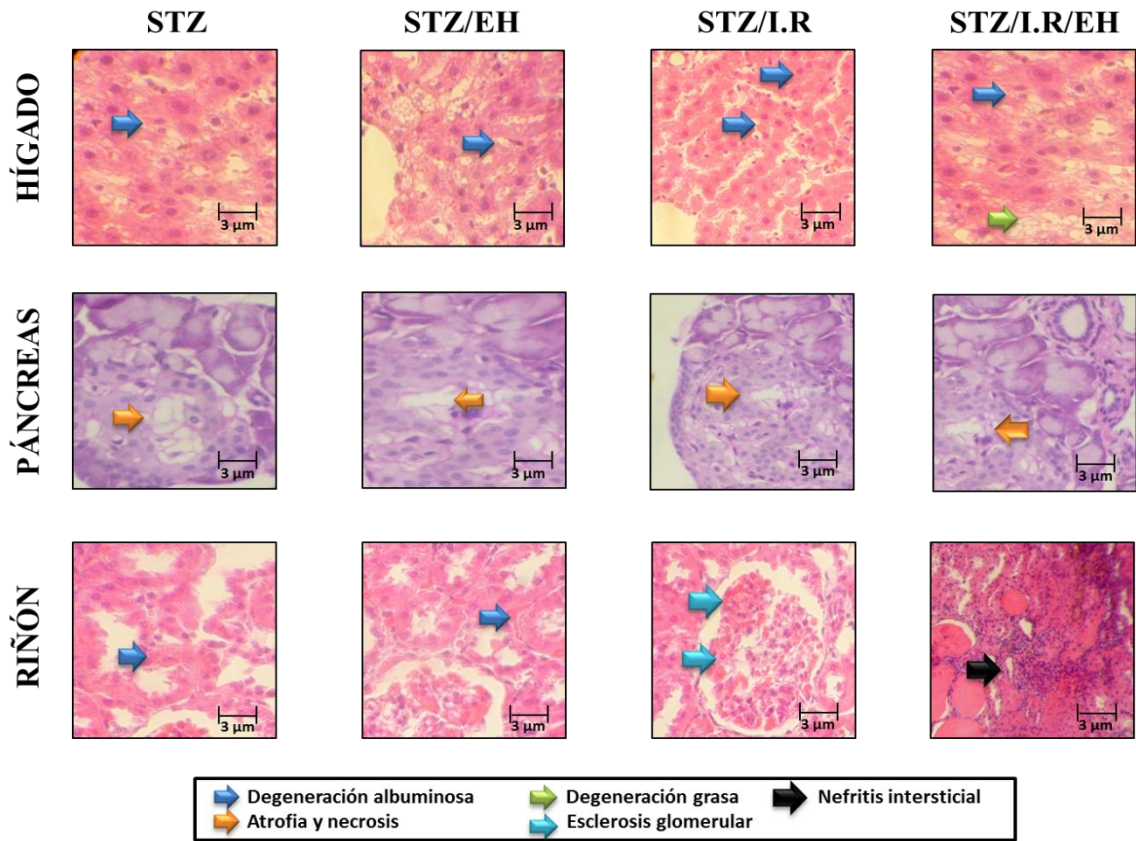 STZ STZ/EH STZ/I.R STZ/I.R/EH
HÍGADO
3 µm 3 µm 3 µm 3 µm
PÁNCREAS
3 µm 3 µm 3 µm 3 µm
RIÑÓN
3 µm 3 µm 3 µm 3 µm
Degeneración albuminosa Degeneración grasa Nefritis intersticial
Atrofia y necrosis Esclerosis glomerular